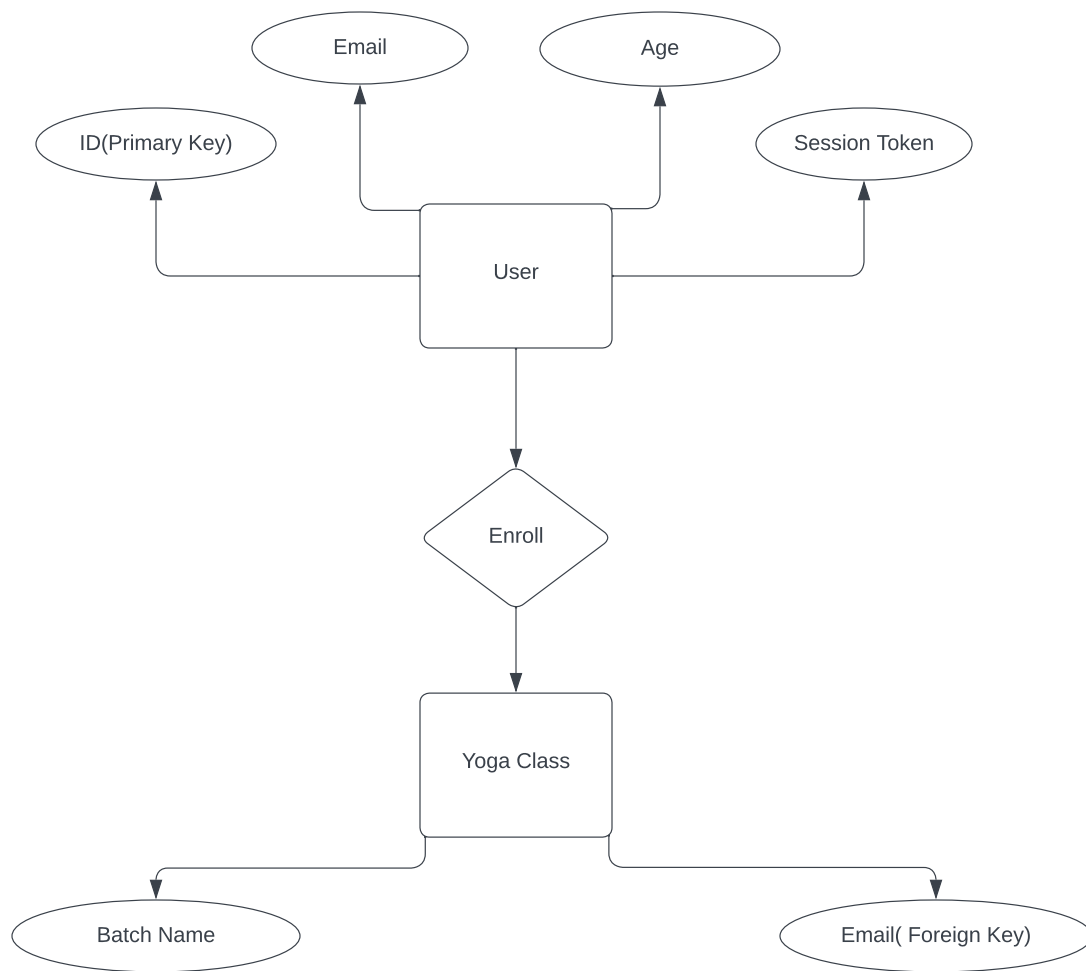 Email
Age
ID(Primary Key)
Session Token
User
Enroll
Yoga Class
Batch Name
Email( Foreign Key)